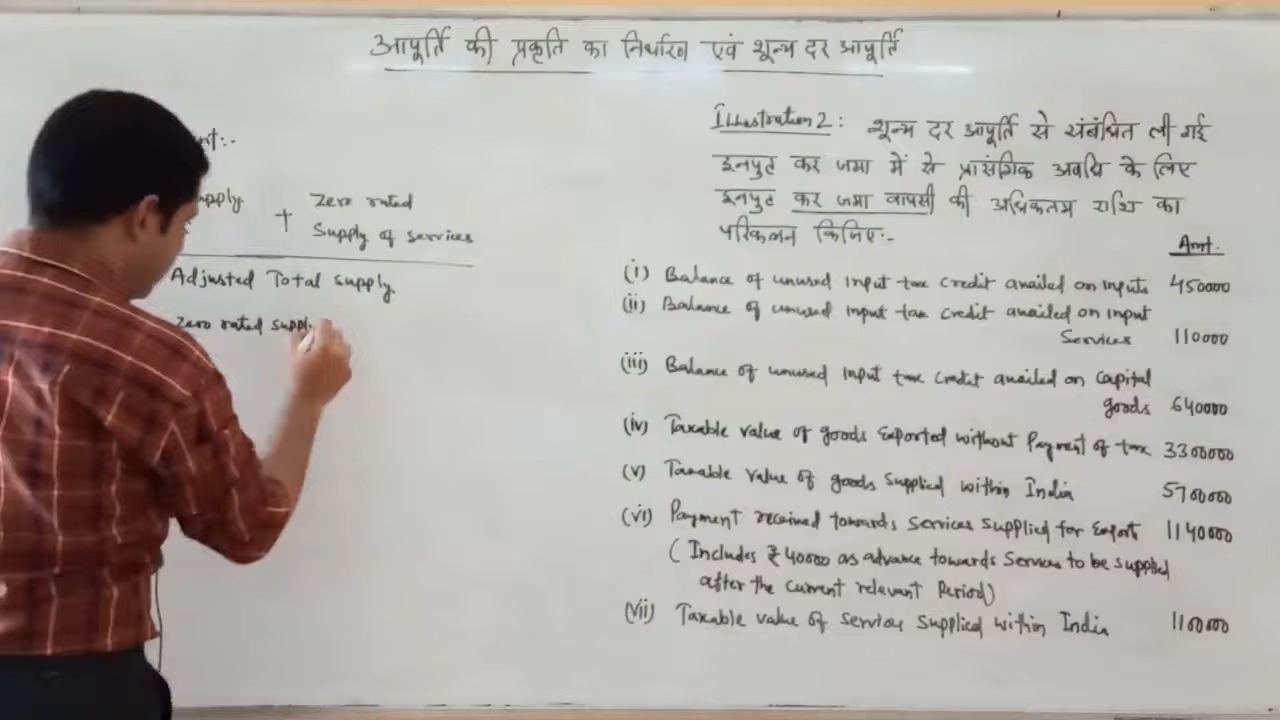 आपूर्ति की प्रकृति का निर्धारण एवं शून्य दर आपूर्ति
Zero rated
Supply of services
+
Adjusted Total Supply
Zero rated
Illustration 2: शून्य दर आपूर्ति से संबंधित ली गई
इनपुट कर जमा में से प्रासंगिक अवधि के लिए
इनपुट कर जमा वापसी की अधिकतम राशि का
परिकलन किजिए:-
Amt.
(i) Balance of unused input tax credit availed on inputs 450000
(ii) Balance of unused input tax credit availed on input
Services 110000
(iii) Balance of unused input tax credit availed on capital
goods 640000
(iv) Taxable value of goods Exported without Payment of tax 3300000
(v) Taxable value of goods supplied within India 5700000
(vi) Payment received towards services supplied for Export 1140000
(Includes ₹ 40000 as advance towards Services to be supplied
after the current relevant Period)
(vii) Taxable value of services supplied within India 1100000